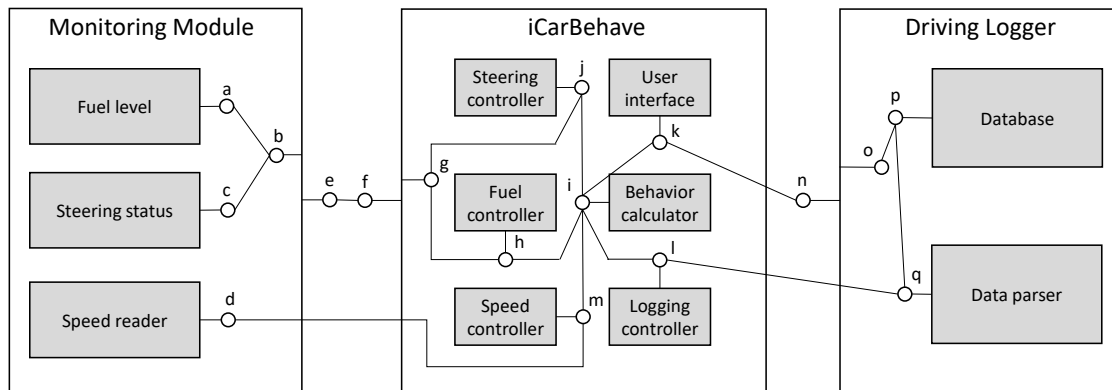 Monitoring Module
Fuel level
a
b
Steering status
c
Speed reader
d
e
f
iCarBehave
Steering
controller
j
User
interface
k
g
Fuel
controller
h
i
Behavior
calculator
l
Speed
controller
m
Logging
controller
n
Driving Logger
o
p
Database
q
Data parser